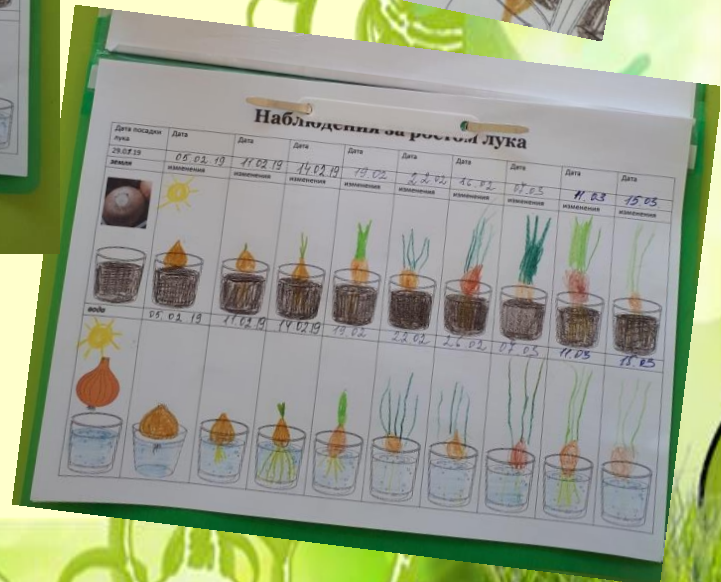 Наблюдения за ростом лука
Дата посадки лука Дата Дата Дата Дата Дата Дата Дата Дата Дата
29.01.19 05.02.19 11.02.19 14.02.19 19.02 22.02 26.02 07.03 11.03 15.03
земля изменения изменения изменения изменения изменения изменения изменения изменения изменения
вода 05.02.19 11.02.19 14.02.19 19.02 22.02 26.02 07.03 11.03 15.03